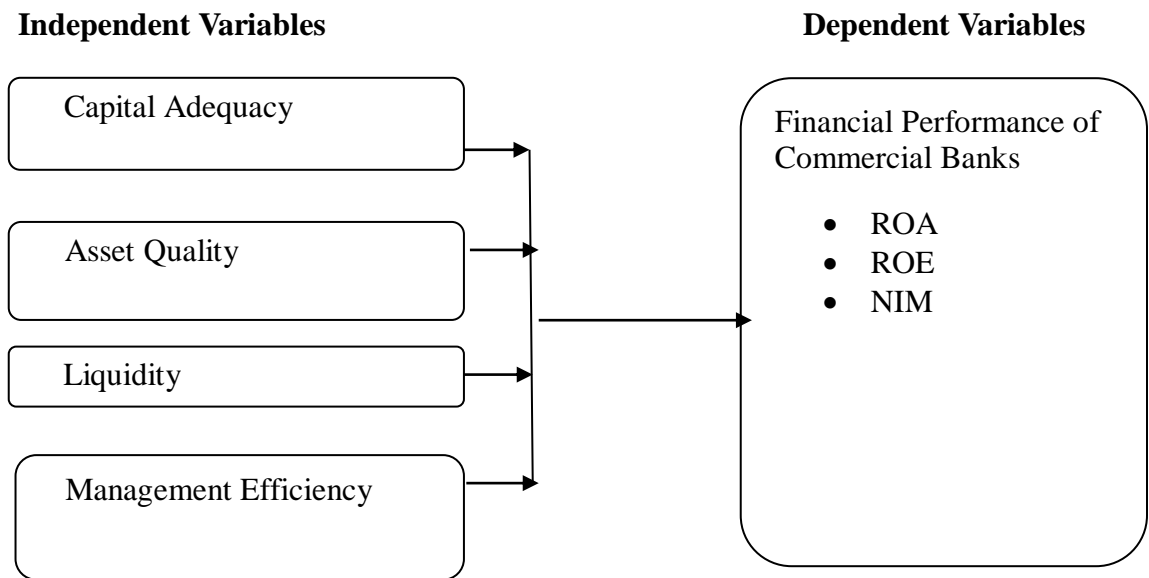 Independent Variables
Dependent Variables
Capital Adequacy
Asset Quality
Liquidity
Management Efficiency
Financial Performance of
Commercial Banks
• ROA
• ROE
• NIM